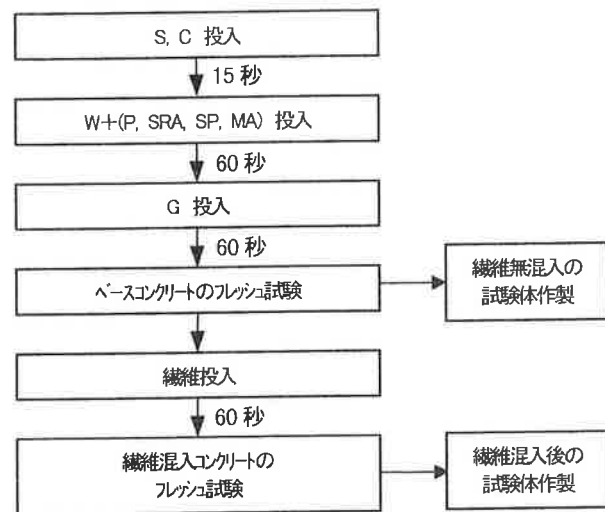 S, C 投入
15 秒
W+(P, SRA, SP, MA) 投入
60 秒
G 投入
60 秒
ベースコンクリートのフレッシュ試験
繊維無混入の
試験体作製
繊維投入
60 秒
繊維混入コンクリートの
フレッシュ試験
繊維混入後の
試験体作製